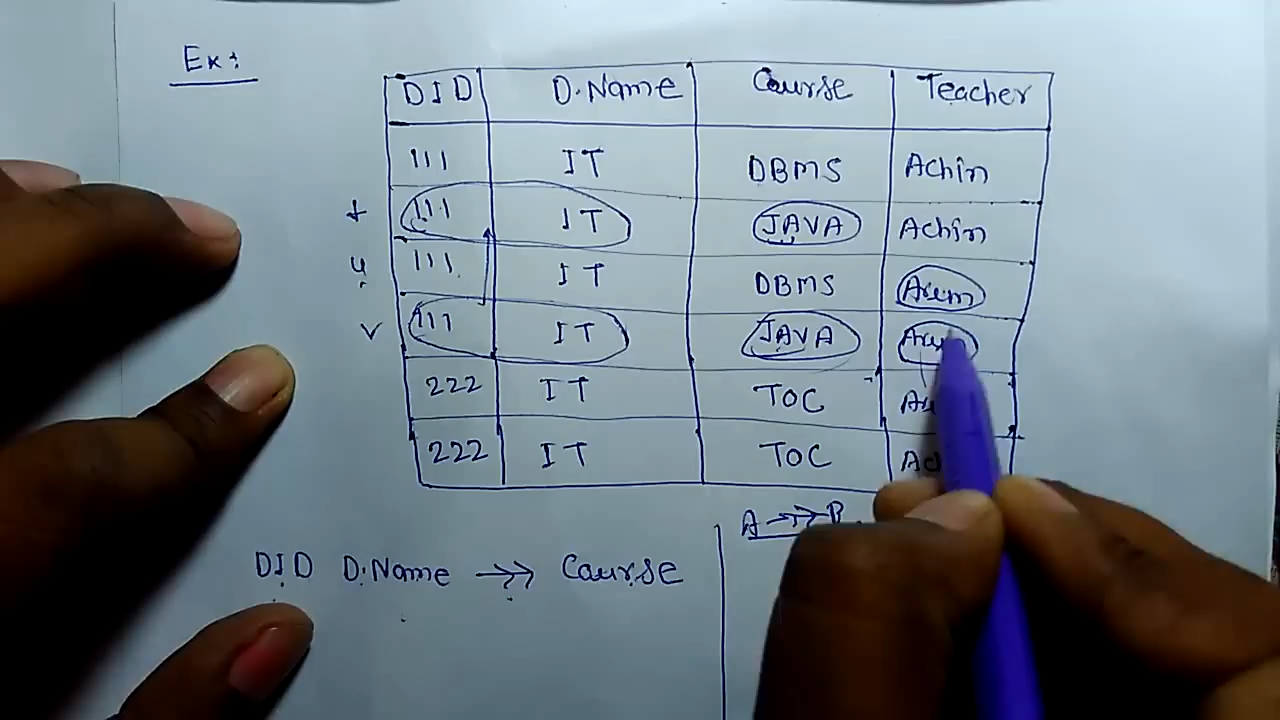 Ex:
DID D.Name Course Teacher
111 IT DBMS Achin
t 111 IT JAVA Achin
u 111 IT DBMS Arum
v 111 IT JAVA
222 IT TOC
222 IT TOC
A →→ B
DID D.Name →→ Course